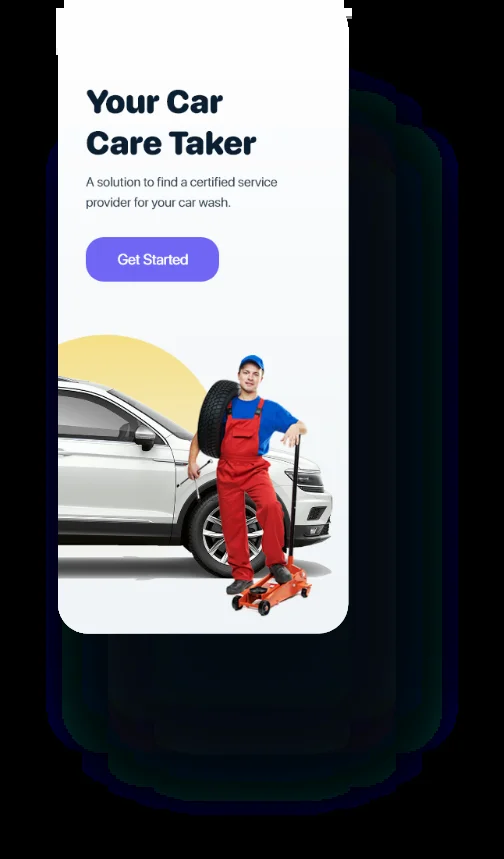 Your Car
Care Taker
A solution to find a certified service
provider for your car wash.
Get Started